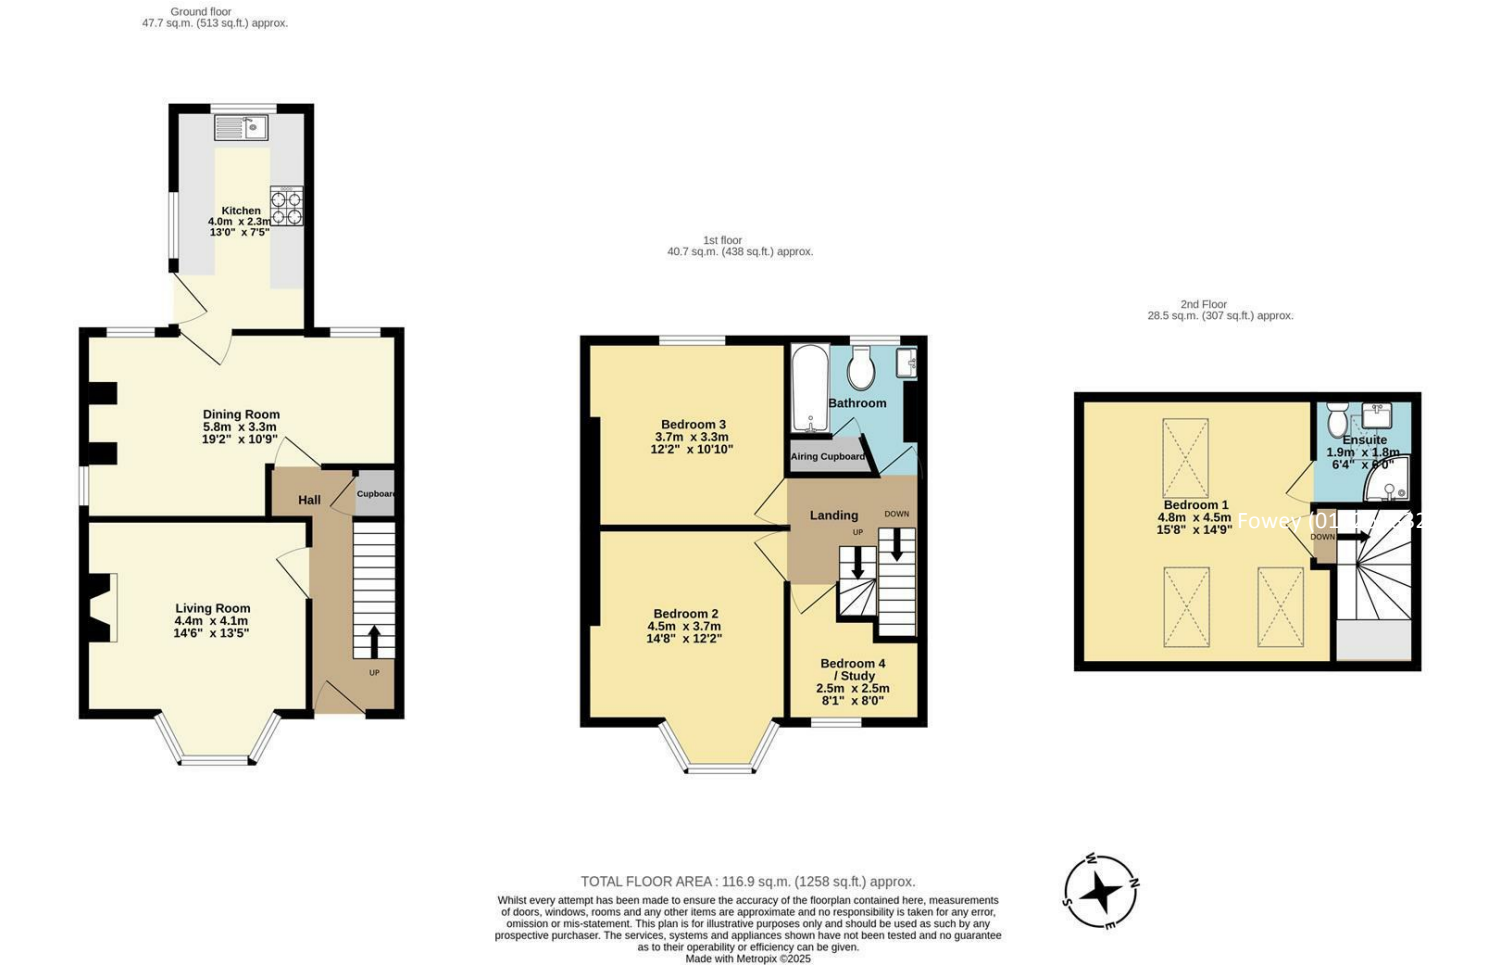 Ground floor
47.7 sq.m. (513 sq.ft.) approx.
Kitchen
4.0m x 2.3m
13'0" x 7'5"
Dining Room
5.8m x 3.3m
19'2" x 10'9"
Hall
Cupboard
Living Room
4.4m x 4.1m
14'6" x 13'5"
UP
1st floor
40.7 sq.m. (438 sq.ft.) approx.
Bedroom 3
3.7m x 3.3m
12'2" x 10'10"
Bathroom
Airing Cupboard
Landing
DOWN
UP
Bedroom 2
4.5m x 3.7m
14'8" x 12'2"
Bedroom 4
/ Study
2.5m x 2.5m
8'1" x 8'0"
2nd Floor
28.5 sq.m. (307 sq.ft.) approx.
Ensuite
1.9m x 1.8m
6'4" x 6'0"
Bedroom 1
4.8m x 4.5m
15'8" x 14'9"
Fowey
DOWN
W
N
S
E
TOTAL FLOOR AREA : 116.9 sq.m. (1258 sq.ft.) approx.
Whilst every attempt has been made to ensure the accuracy of the floorplan contained here, measurements
of doors, windows, rooms and any other items are approximate and no responsibility is taken for any error,
omission or mis-statement. This plan is for illustrative purposes only and should be used as such by any
prospective purchaser. The services, systems and appliances shown have not been tested and no guarantee
as to their operability or efficiency can be given.
Made with Metropix ©2025